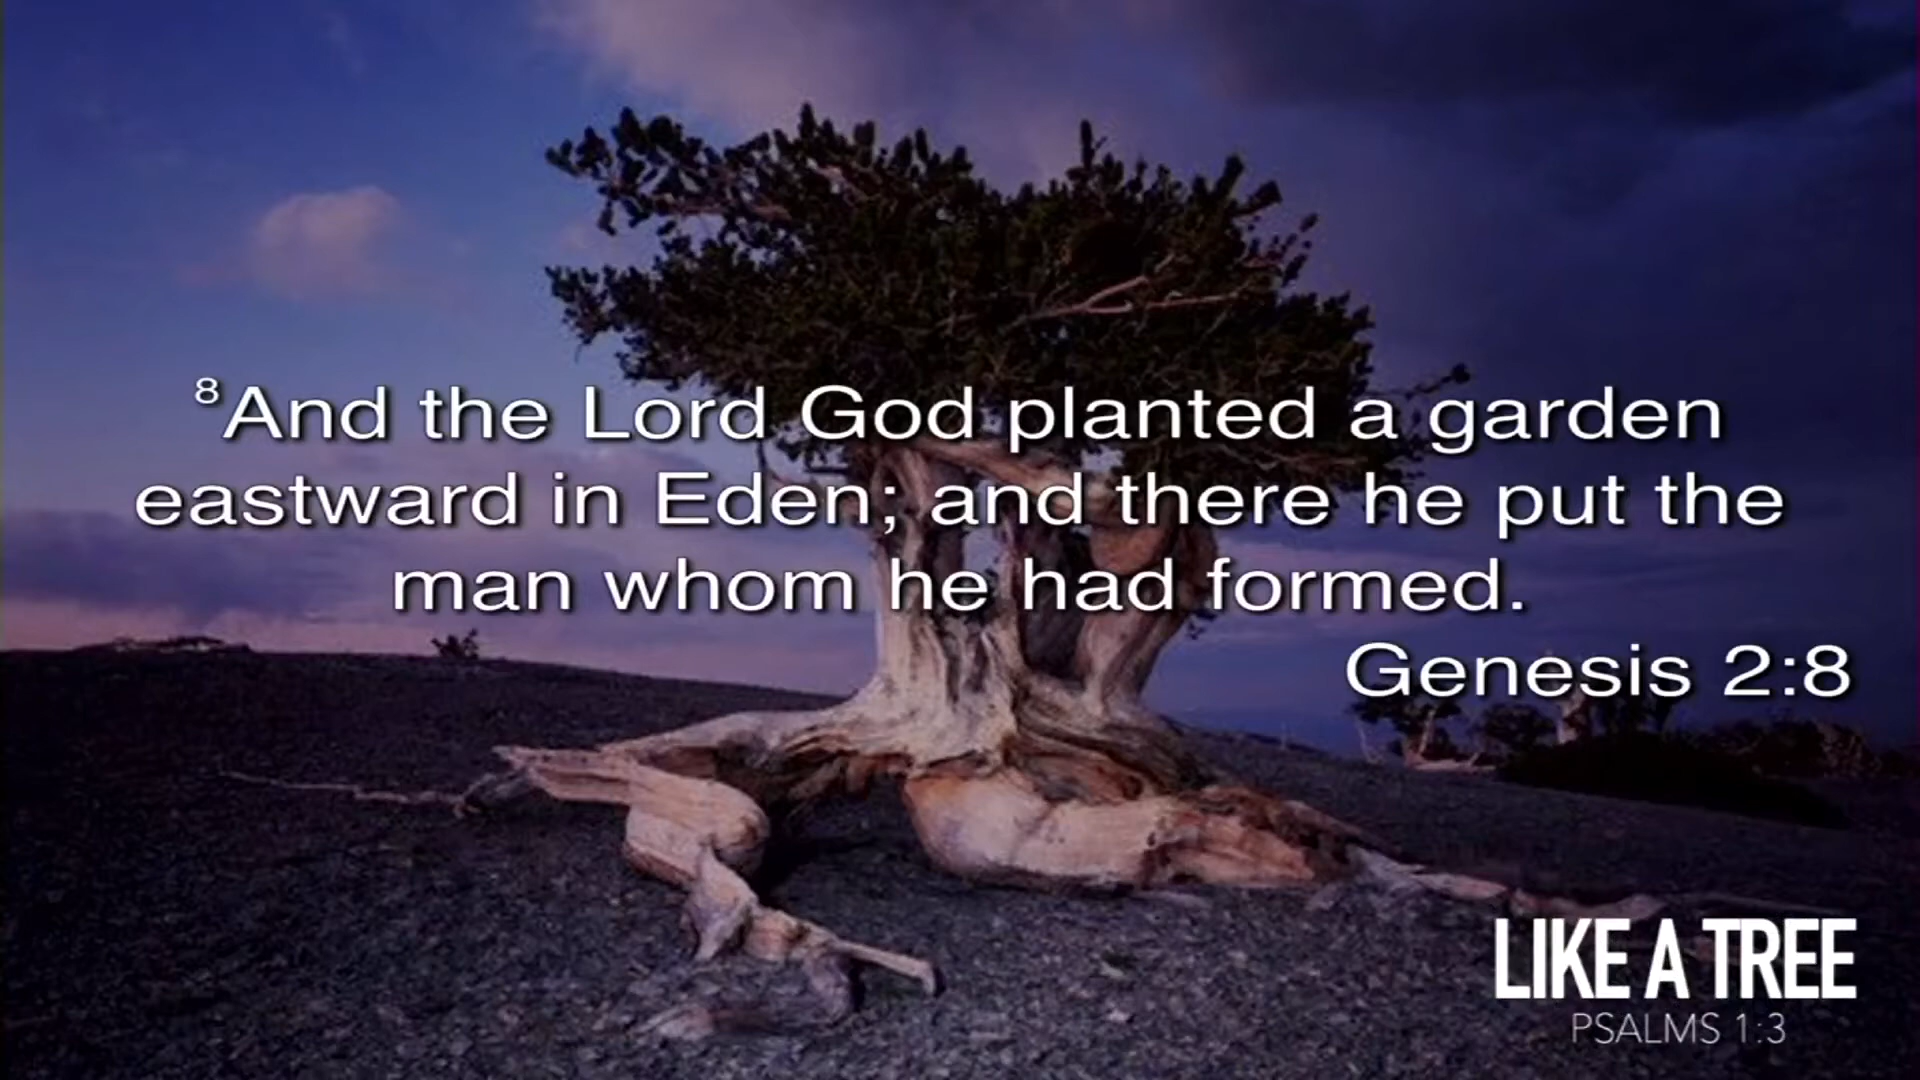 ⁸And the Lord God planted a garden
eastward in Eden; and there he put the
man whom he had formed.
Genesis 2:8
LIKE A TREE
PSALMS 1:3